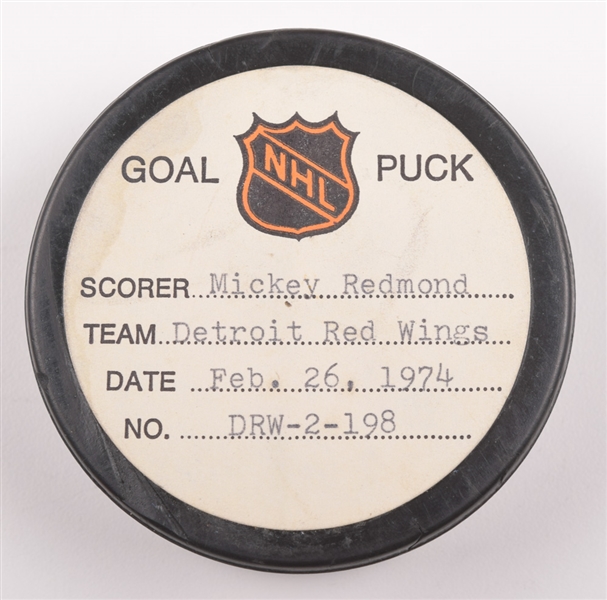 GOAL NHL PUCK
SCORER Mickey Redmond
TEAM Detroit Red Wings
DATE Feb. 26, 1974
NO. DRW-2-198